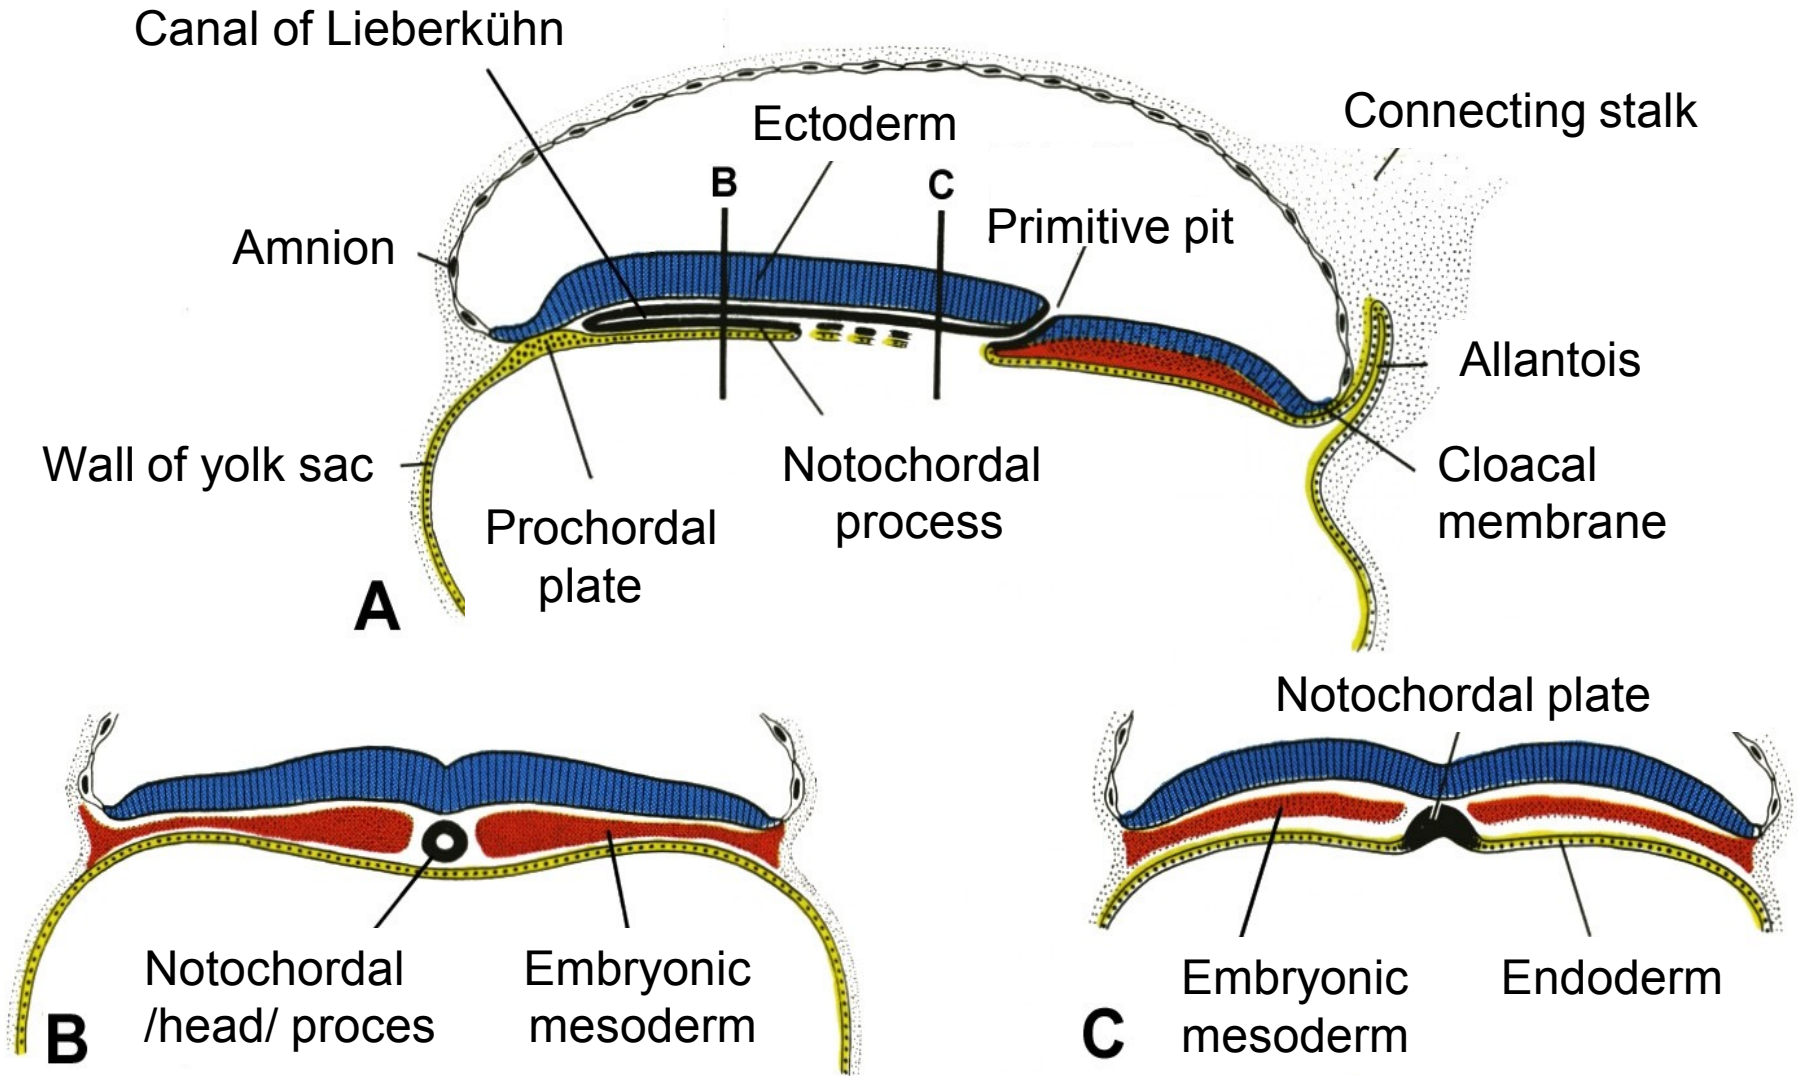 Canal of Lieberkühn
Ectoderm
Connecting stalk
B
C
Primitive pit
Amnion
Allantois
Wall of yolk sac
Notochordal
process
Cloacal
membrane
Prochordal
plate
A
Notochordal plate
Notochordal
/head/ proces
Embryonic
mesoderm
B
Embryonic
mesoderm
Endoderm
C